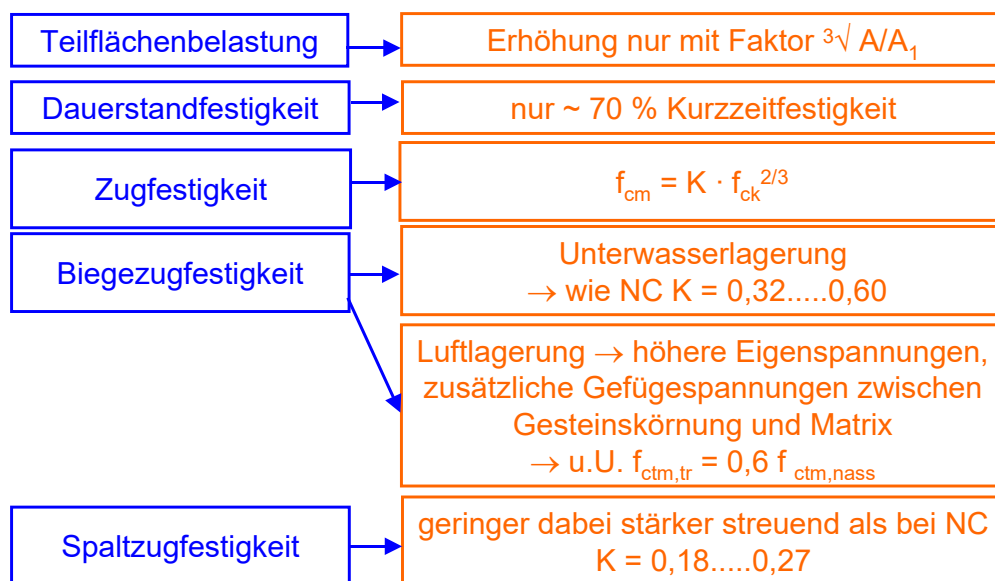 Teilflächenbelastung
Erhöhung nur mit Faktor ³√ A/A₁
Dauerstandfestigkeit
nur ~ 70 % Kurzzeitfestigkeit
Zugfestigkeit
f_cm = K · f_ck^2/3
Biegezugfestigkeit
Unterwasserlagerung
→ wie NC K = 0,32.....0,60
Luftlagerung → höhere Eigenspannungen,
zusätzliche Gefügespannungen zwischen
Gesteinskörnung und Matrix
→ u.U. f_ctm,tr = 0,6 f_ctm,nass
Spaltzugfestigkeit
geringer dabei stärker streuend als bei NC
K = 0,18.....0,27